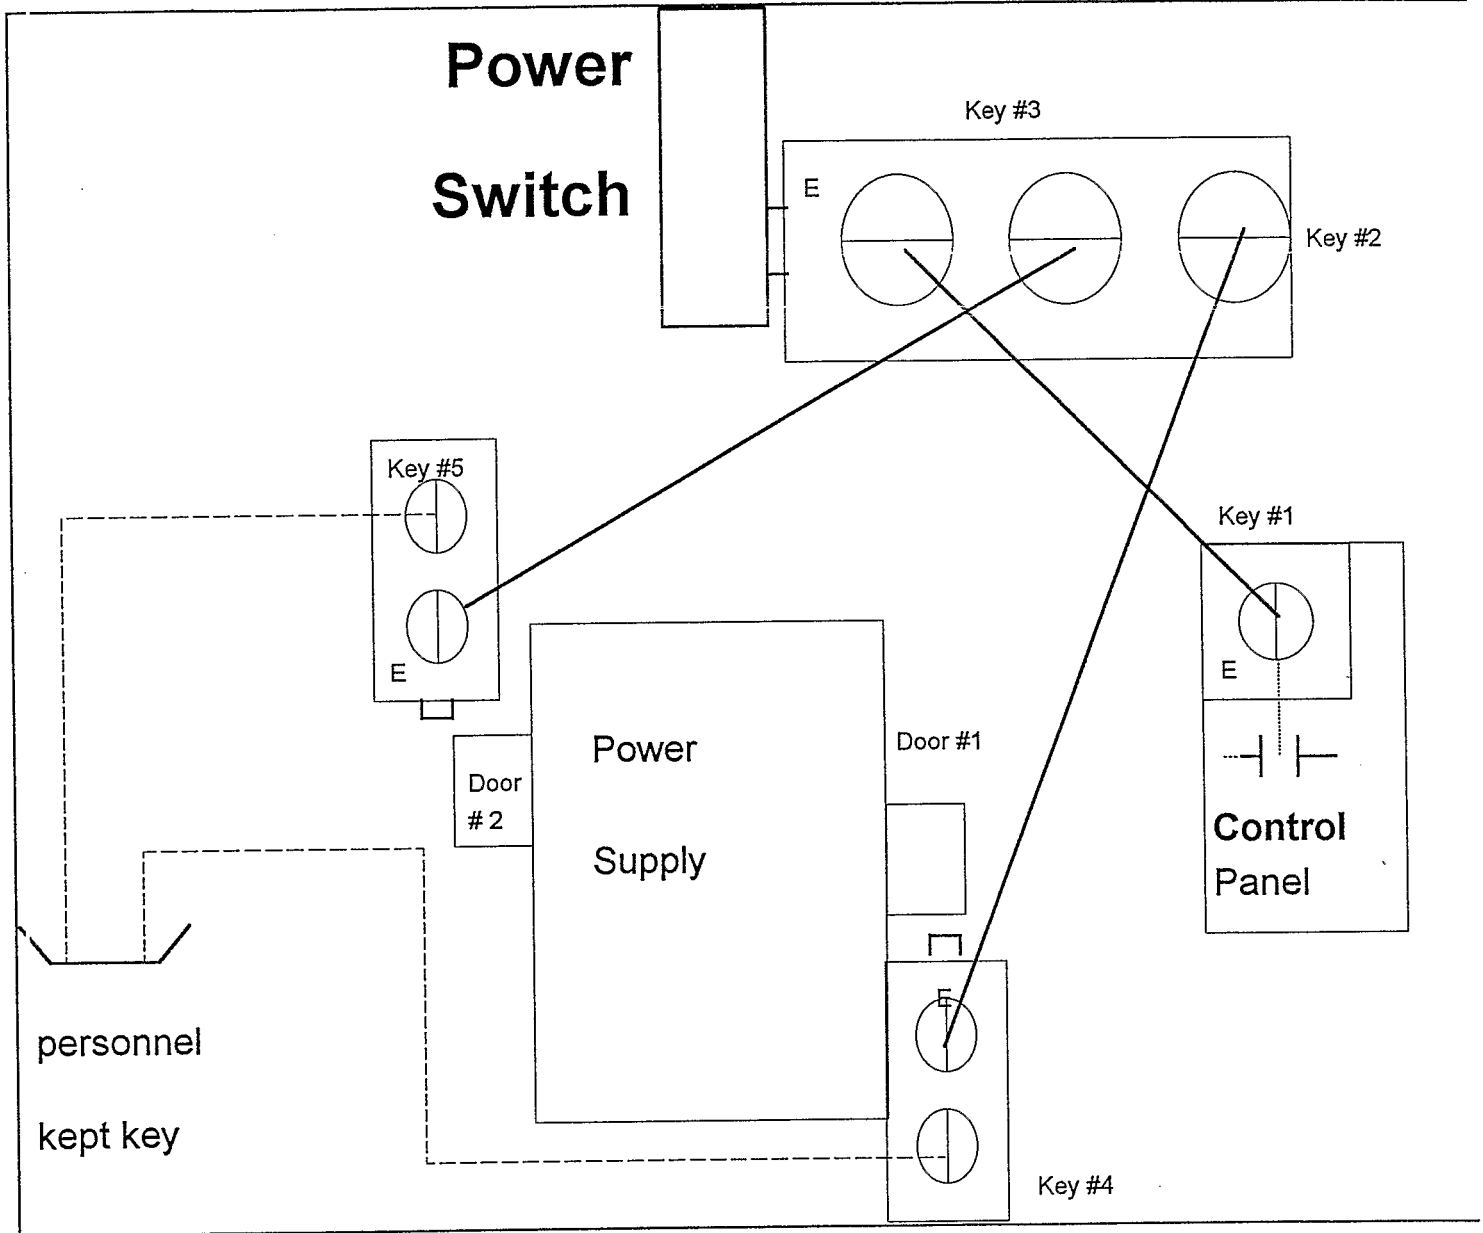 Power
Switch
Key #3
E
Key #2
Key #5
E
Key #1
E
Door #1
Door
# 2
Power
Supply
Control
Panel
E
personnel
kept key
Key #4